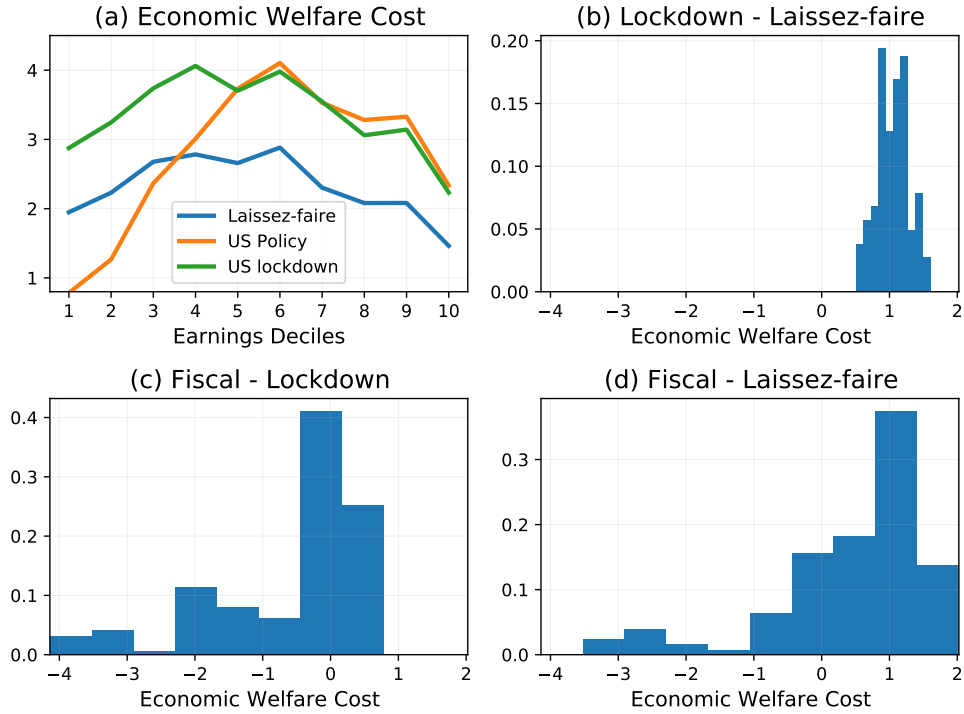 (a) Economic Welfare Cost
4
3
2
1
Laissez-faire
US Policy
US lockdown
1 2 3 4 5 6 7 8 9 10
Earnings Deciles
(b) Lockdown - Laissez-faire
0.20
0.15
0.10
0.05
0.00
−4 −3 −2 −1 0 1 2
Economic Welfare Cost
(c) Fiscal - Lockdown
0.4
0.3
0.2
0.1
0.0
−4 −3 −2 −1 0 1 2
Economic Welfare Cost
(d) Fiscal - Laissez-faire
0.3
0.2
0.1
0.0
−4 −3 −2 −1 0 1 2
Economic Welfare Cost